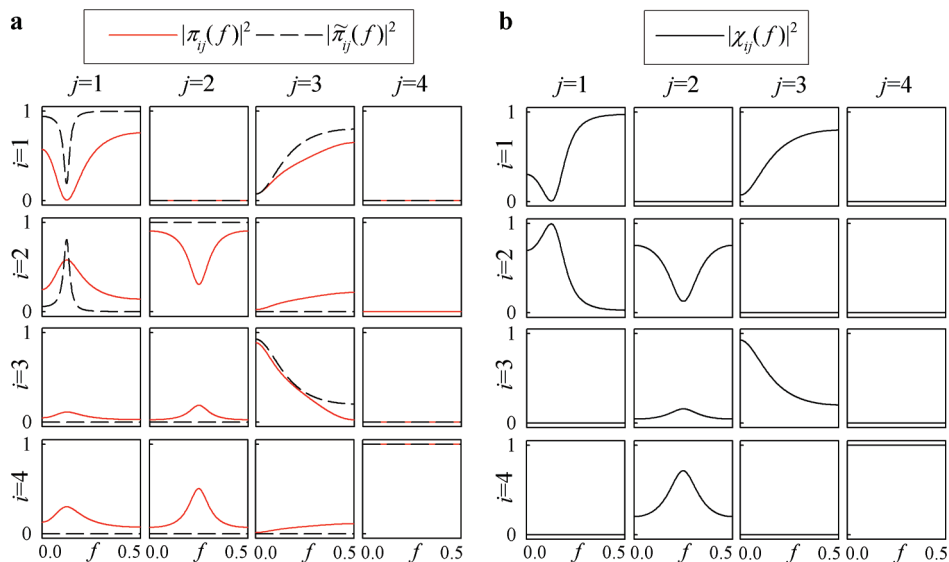 a
|π_ij(f)|² |π̃_ij(f)|²
j=1 j=2 j=3 j=4
i=1 1 0
i=2 1 0
i=3 1 0
i=4 1 0
0.0 f 0.5 0.0 f 0.5 0.0 f 0.5 0.0 f 0.5
b
|χ_ij(f)|²
j=1 j=2 j=3 j=4
i=1 1 0
i=2 1 0
i=3 1 0
i=4 1 0
0.0 f 0.5 0.0 f 0.5 0.0 f 0.5 0.0 f 0.5